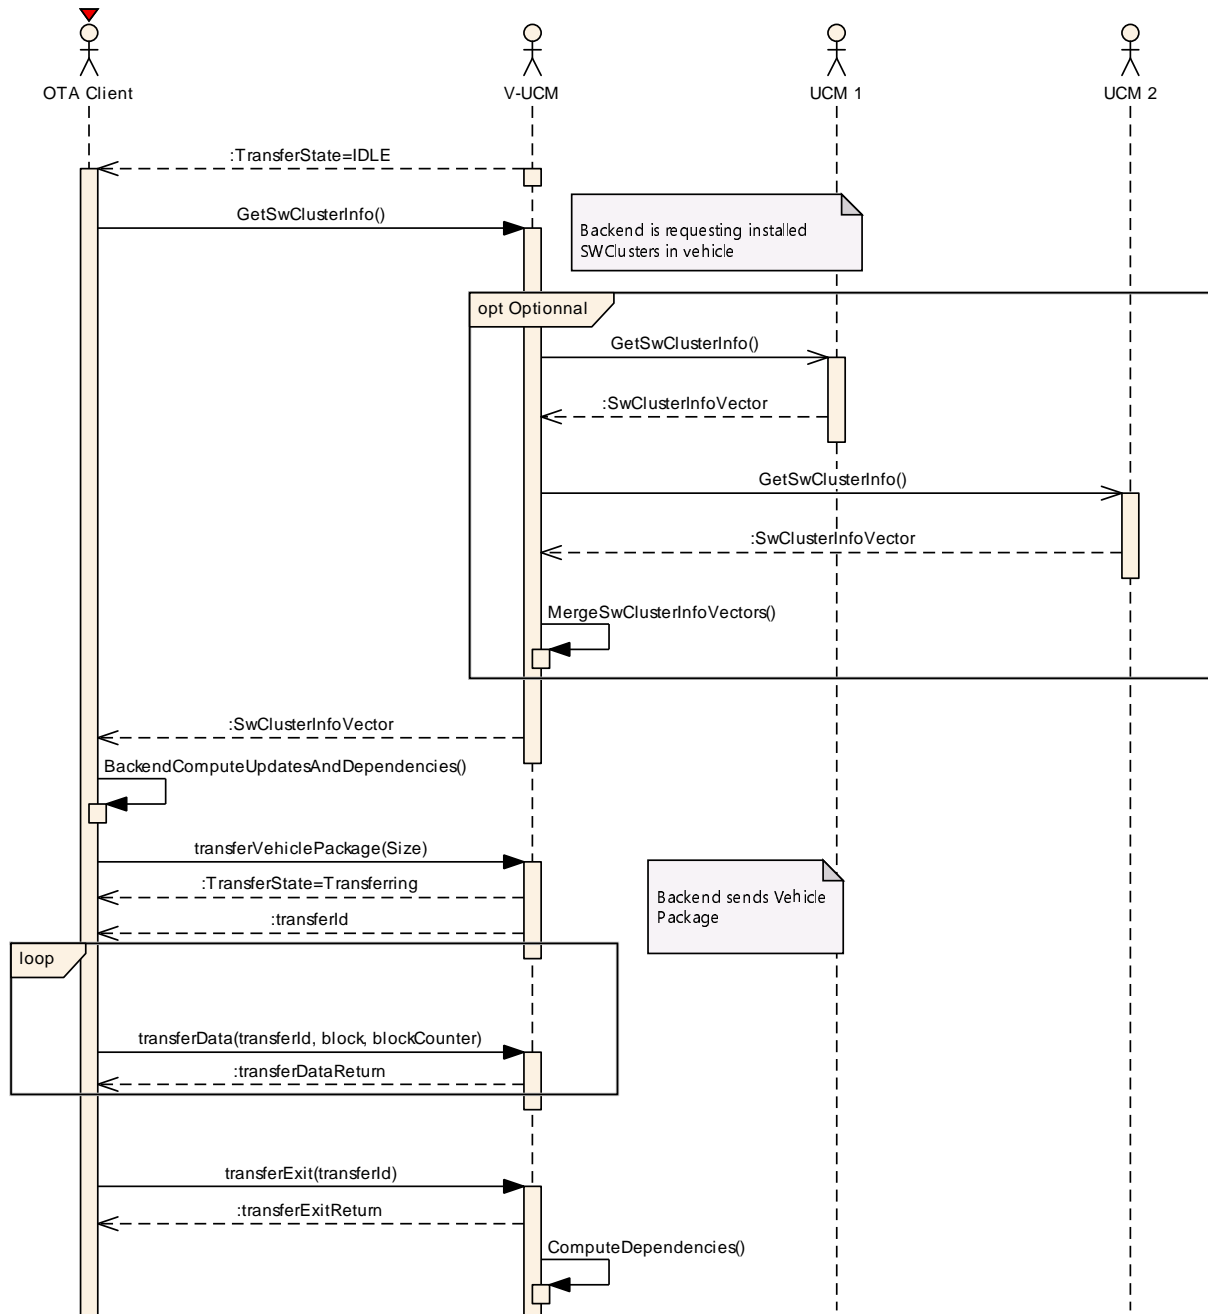 OTA Client
V-UCM
UCM 1
UCM 2
:TransferState=IDLE
GetSwClusterInfo()
Backend is requesting installed
SWClusters in vehicle
opt Optionnal
GetSwClusterInfo()
:SwClusterInfoVector
GetSwClusterInfo()
:SwClusterInfoVector
MergeSwClusterInfoVectors()
:SwClusterInfoVector
BackendComputeUpdatesAndDependencies()
transferVehiclePackage(Size)
:TransferState=Transferring
Backend sends Vehicle
Package
:transferId
loop
transferData(transferId, block, blockCounter)
:transferDataReturn
transferExit(transferId)
:transferExitReturn
ComputeDependencies()